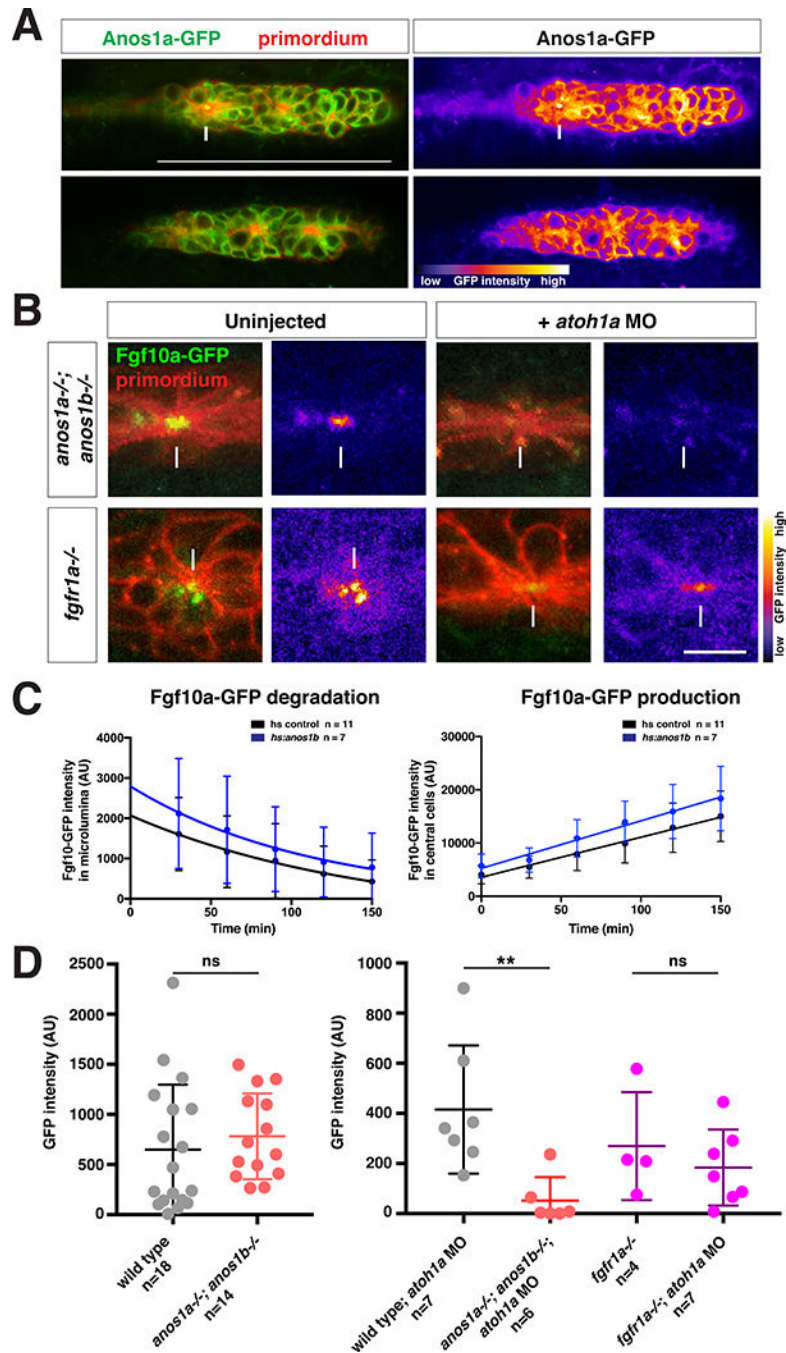 A
Anos1a-GFP primordium
Anos1a-GFP
low GFP intensity high
B
Uninjected
+ atoh1a MO
anos1a-/-;
anos1b-/-
Fgf10a-GFP
primordium
fgfr1a-/-
low GFP intensity high
C
Fgf10a-GFP degradation
hs control n = 11
hs:anos1b n = 7
Fgf10-GFP intensity
in microlumina (AU)
4000
3000
2000
1000
0
0 50 100 150
Time (min)
Fgf10a-GFP production
hs control n = 11
hs:anos1b n = 7
Fgf10-GFP intensity
in central cells (AU)
30000
20000
10000
0
0 50 100 150
Time (min)
D
ns
GFP intensity (AU)
2500
2000
1500
1000
500
0
wild type
n=18
anos1a-/-; anos1b-/-
n=14
**
ns
GFP intensity (AU)
1000
800
600
400
200
0
wild type; atoh1a MO
n=7
anos1a-/-; anos1b-/-;
atoh1a MO
n=6
fgfr1a-/-
n=4
fgfr1a-/-; atoh1a MO
n=7